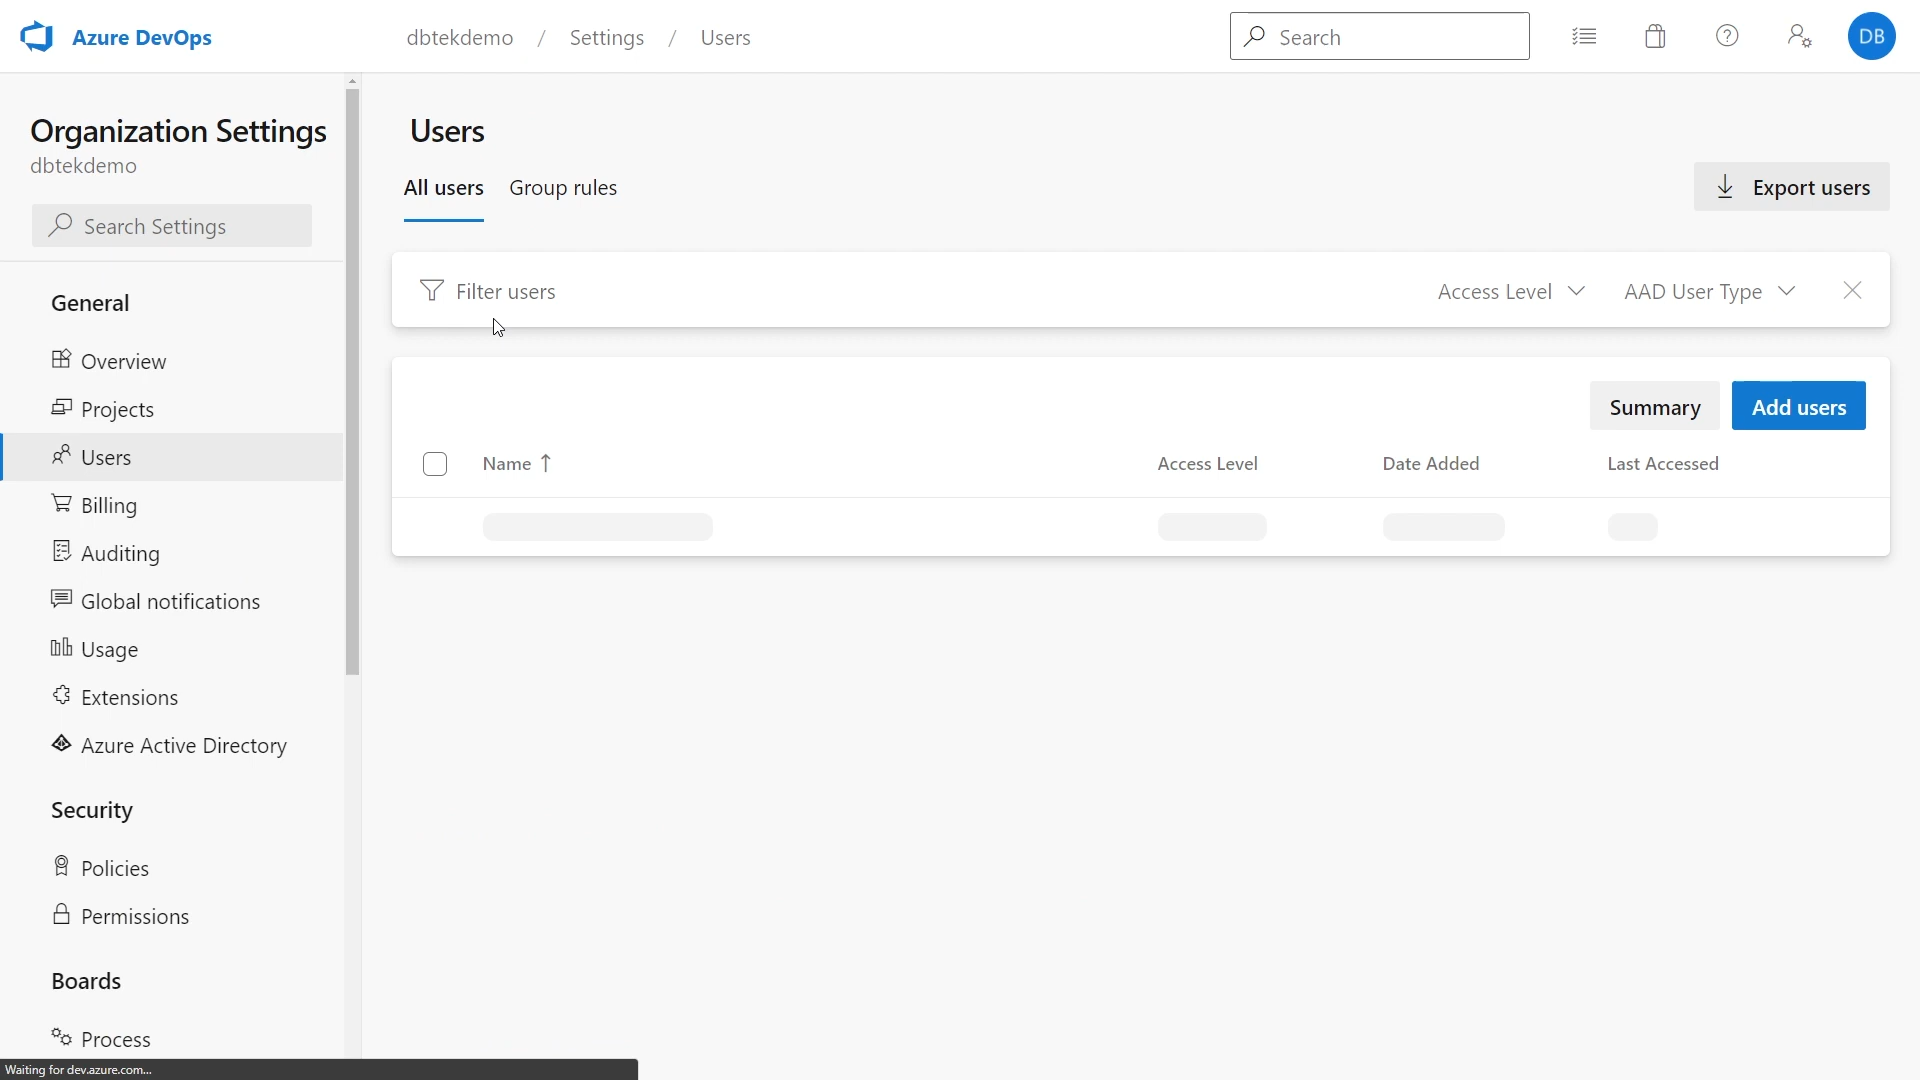 Azure DevOps
dbtekdemo / Settings / Users
Search
DB
Organization Settings
dbtekdemo
Search Settings
General
Overview
Projects
Users
Billing
Auditing
Global notifications
Usage
Extensions
Azure Active Directory
Security
Policies
Permissions
Boards
Process
Waiting for dev.azure.com...
Users
All users
Group rules
Export users
Filter users
Access Level
AAD User Type
Summary
Add users
Name
Access Level
Date Added
Last Accessed